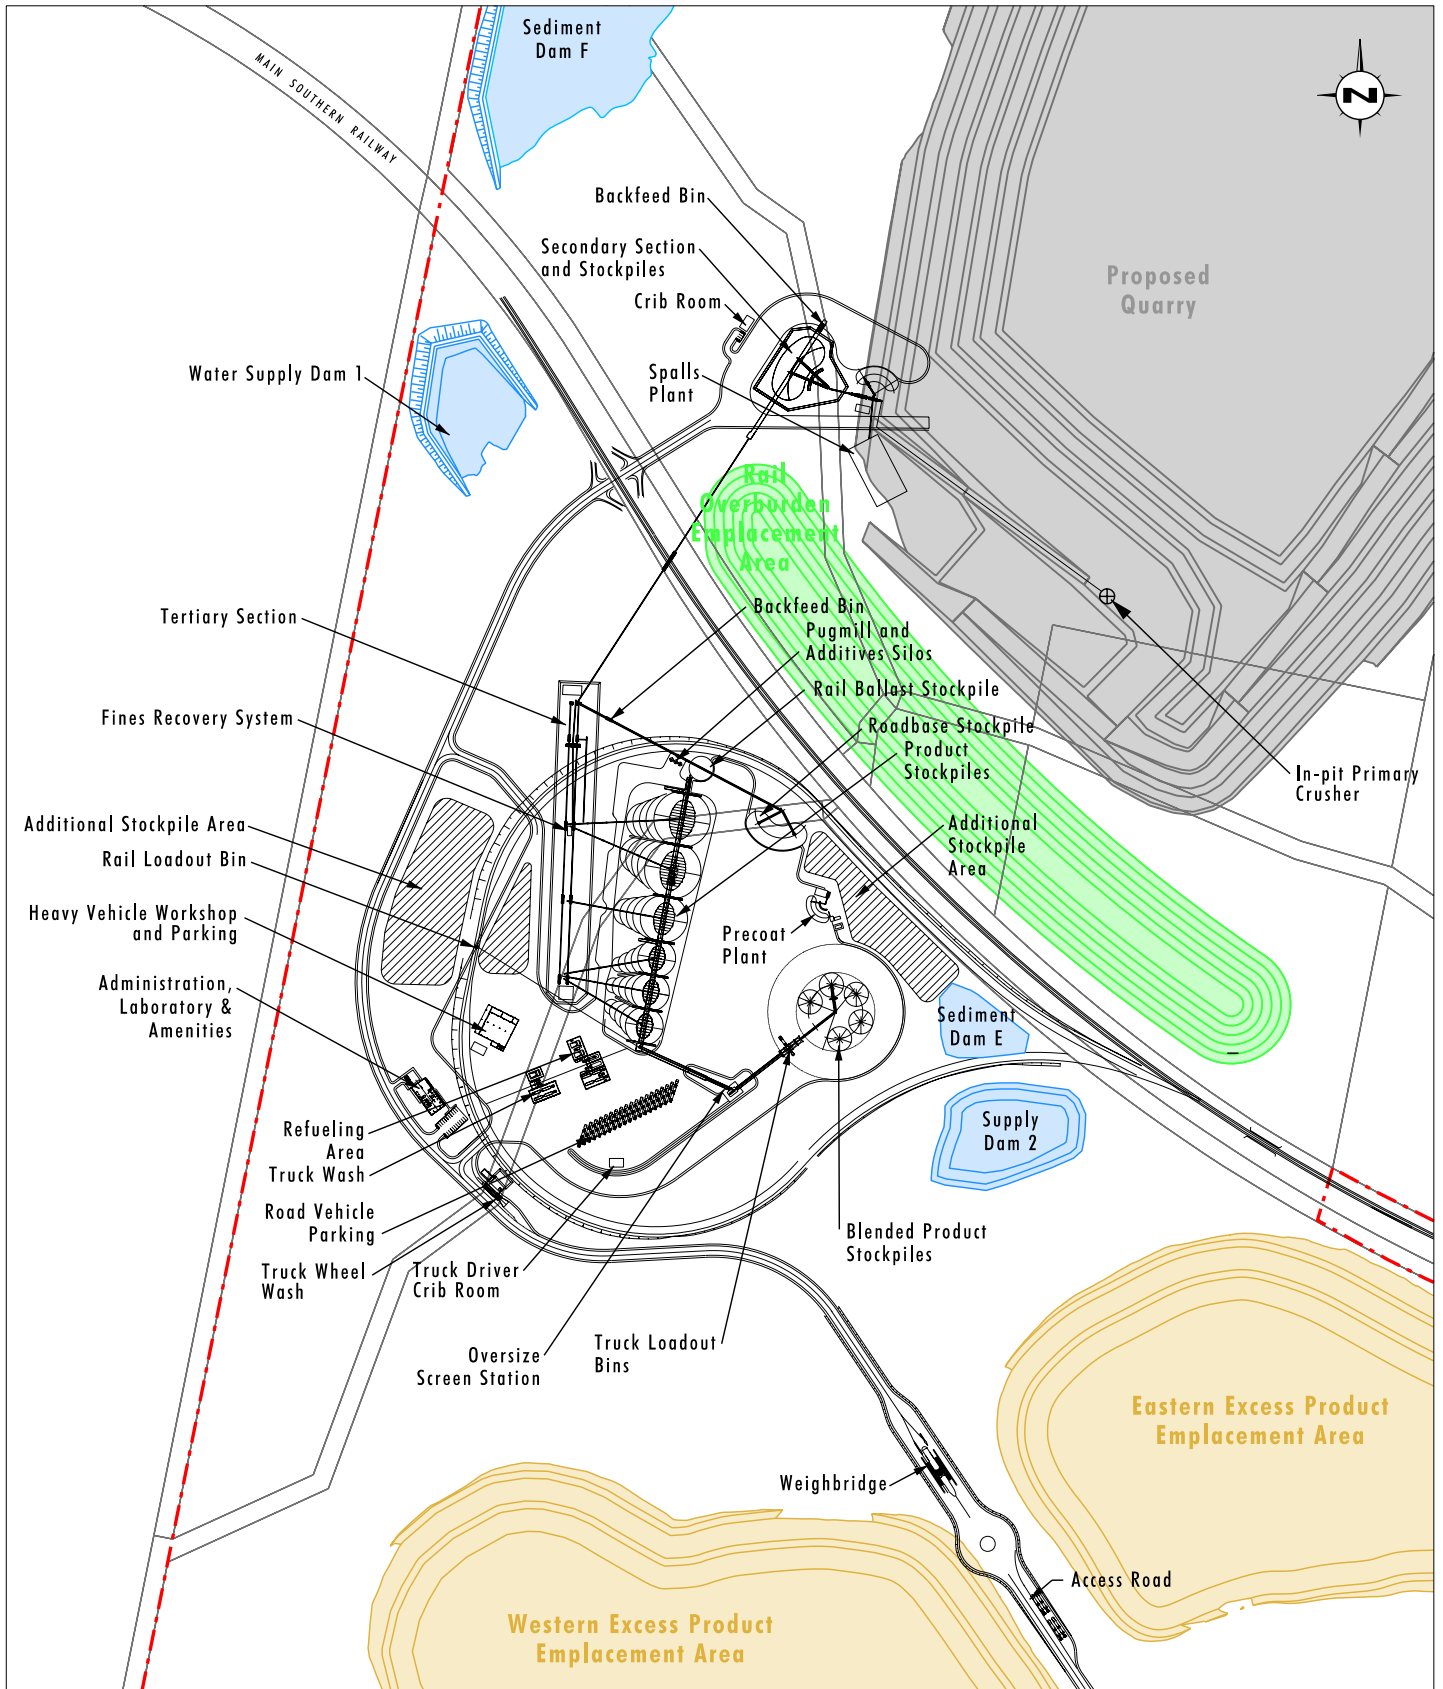 Sediment
Dam F
MAIN SOUTHERN RAILWAY
N
Backfeed Bin
Secondary Section
and Stockpiles
Crib Room
Proposed
Quarry
Water Supply Dam 1
Spalls
Plant
Rail
Overburden
Emplacement
Area
Tertiary Section
Backfeed Bin
Pugmill and
Additives Silos
Rail Ballast Stockpile
Fines Recovery System
Roadbase Stockpile
Product
Stockpiles
In-pit Primary
Crusher
Additional Stockpile Area
Additional
Stockpile
Area
Rail Loadout Bin
Heavy Vehicle Workshop
and Parking
Precoat
Plant
Administration,
Laboratory &
Amenities
Sediment
Dam E
Refueling
Area
Truck Wash
Supply
Dam 2
Road Vehicle
Parking
Blended Product
Stockpiles
Truck Wheel
Wash
Truck Driver
Crib Room
Oversize
Screen Station
Truck Loadout
Bins
Eastern Excess Product
Emplacement Area
Weighbridge
Access Road
Western Excess Product
Emplacement Area